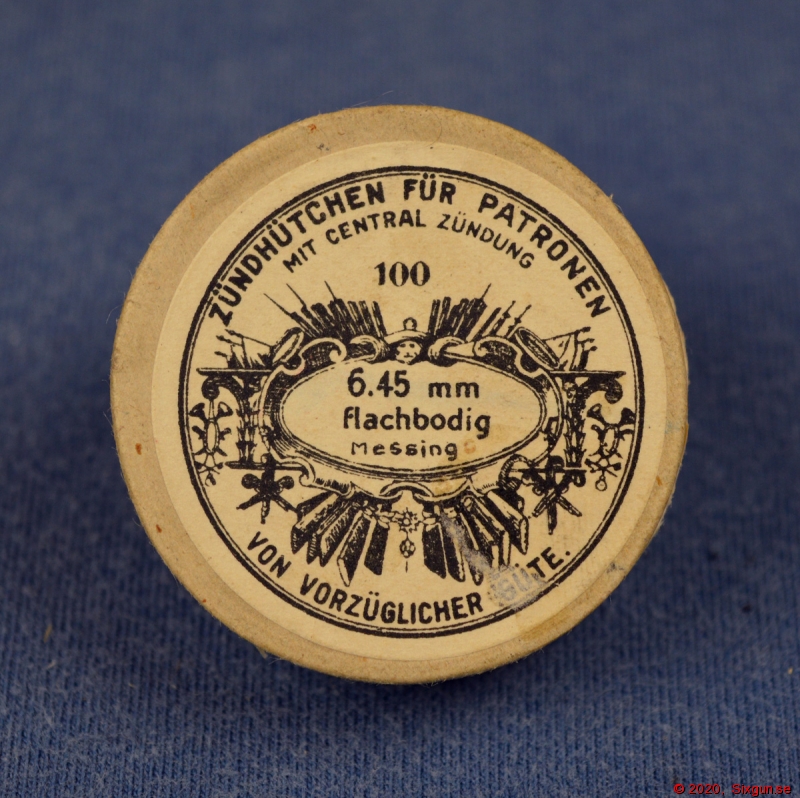 ZÜNDHÜTCHEN FÜR PATRONEN
MIT CENTRAL ZÜNDUNG
100
6.45 mm
flachbodig
Messing
VON VORZÜGLICHER GÜTE.
© 2020, Sixgun.se